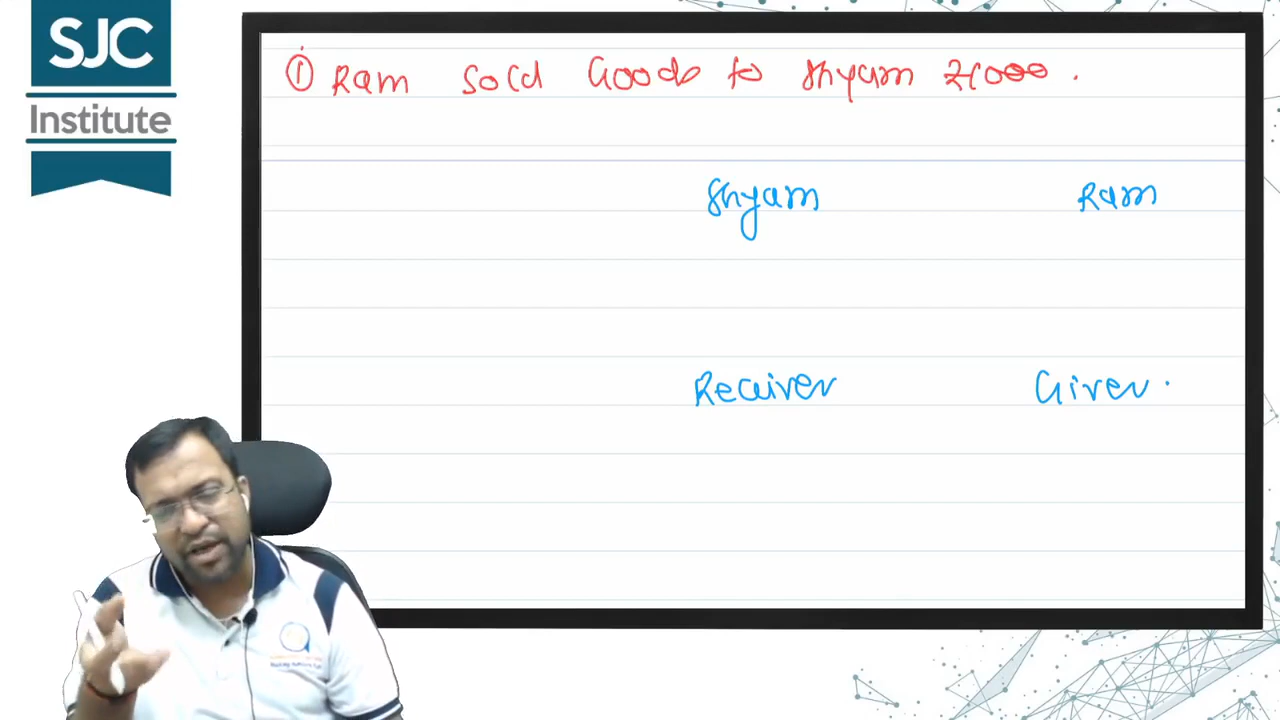 SJC
Institute
① Ram Sold Goods to Shyam ₹1000.
Shyam Ram
Receiver Giver.